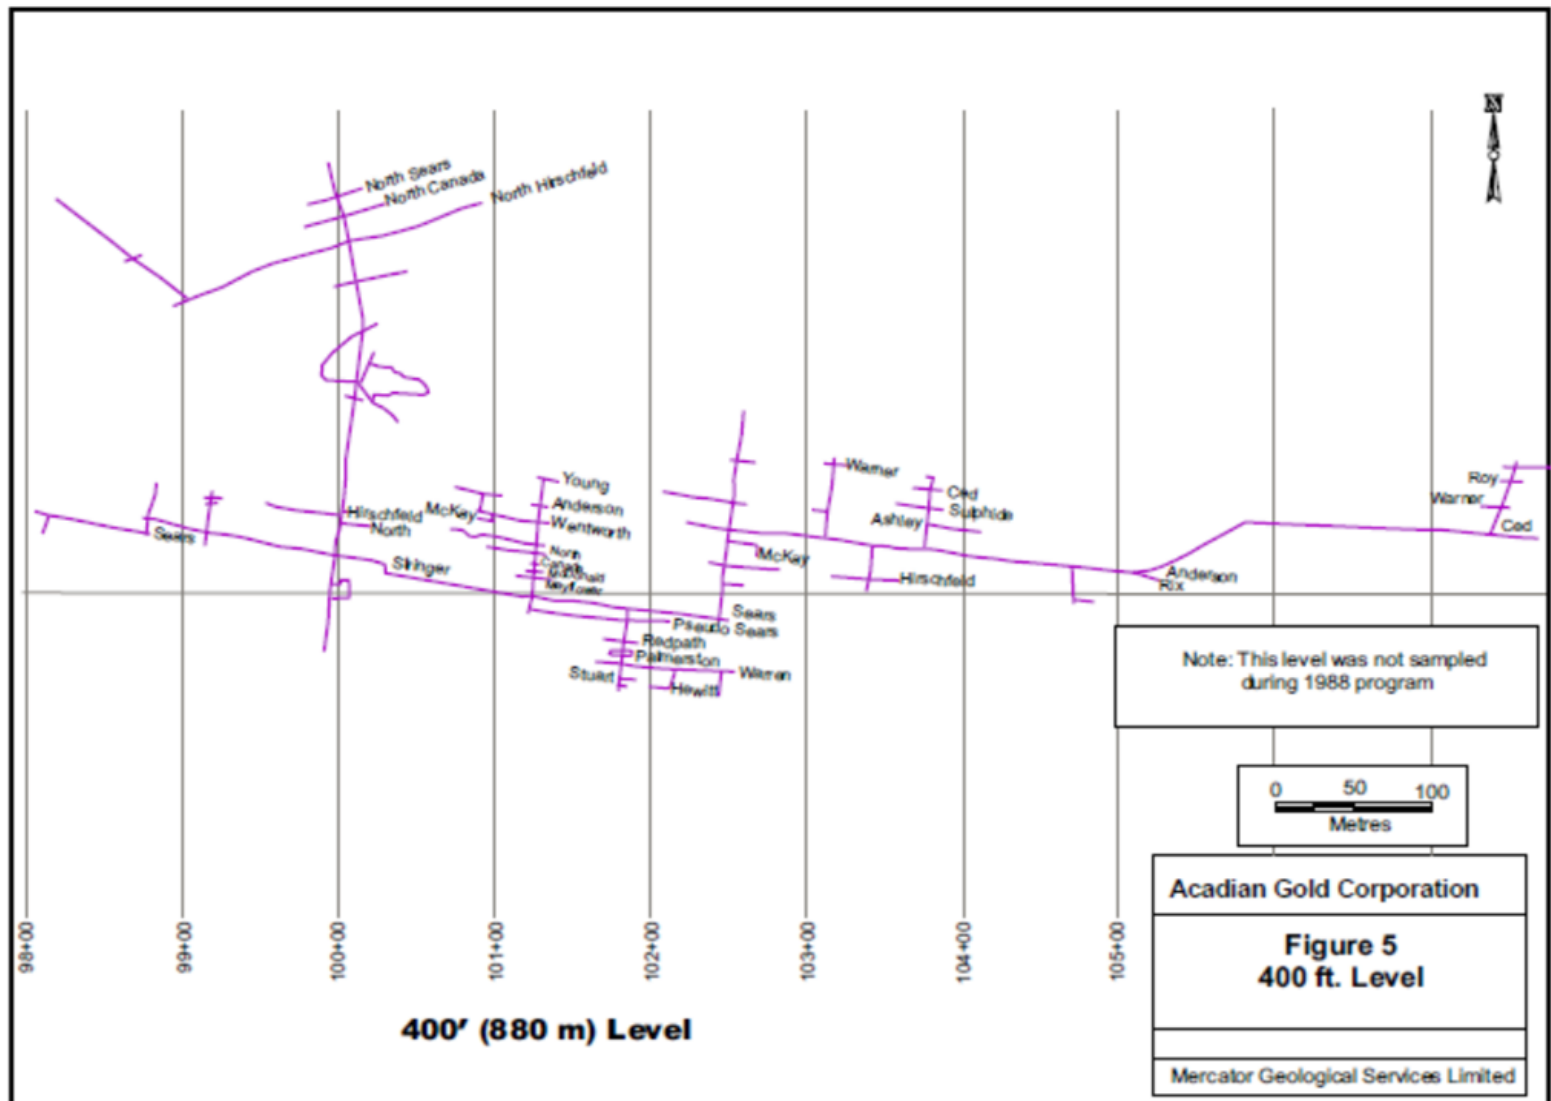 N
North Sears
North Canada
North Hirschfeld
Young
Anderson
Wentworth
McKay
Hirschfeld
North
Sears
Stringer
North
Canada
McDonald
Mayflower
Warner
Ced
Sulphide
Ashley
McKay
Hirschfeld
Roy
Warner
Ced
Anderson
Rix
Sears
Pseudo Sears
Redpath
Palmerston
Stuart
Warren
Hewitt
Note: This level was not sampled
during 1988 program
0 50 100
Metres
Acadian Gold Corporation
Figure 5
400 ft. Level
98+00
99+00
100+00
101+00
102+00
103+00
104+00
105+00
400' (880 m) Level
Mercator Geological Services Limited